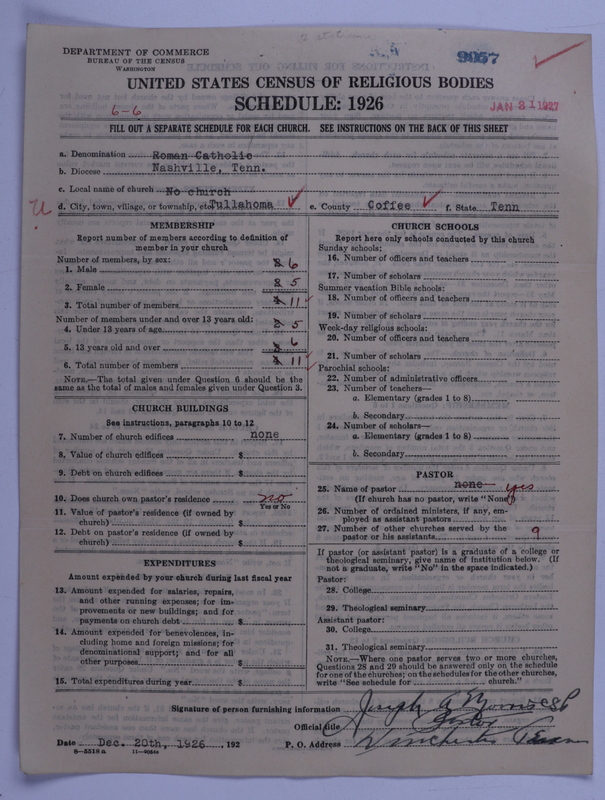 DEPARTMENT OF COMMERCE
BUREAU OF THE CENSUS
WASHINGTON
9057
UNITED STATES CENSUS OF RELIGIOUS BODIES
SCHEDULE: 1926
6-6
JAN 31 1927
FILL OUT A SEPARATE SCHEDULE FOR EACH CHURCH. SEE INSTRUCTIONS ON THE BACK OF THIS SHEET
a. Denomination Roman Catholic
b. Diocese Nashville, Tenn.
c. Local name of church No church
d. City, town, village, or township, etc. Tullahoma e. County Coffee f. State Tenn
MEMBERSHIP
Report number of members according to definition of
member in your church
Number of members, by sex:
1. Male 6
2. Female 5
3. Total number of members 11
Number of members under and over 13 years old:
4. Under 13 years of age 5
5. 13 years old and over 6
6. Total number of members 11
NOTE.—The total given under Question 6 should be the
same as the total of males and females given under Question 3.
CHURCH BUILDINGS
See instructions, paragraphs 10 to 12
7. Number of church edifices none
8. Value of church edifices $
9. Debt on church edifices $
10. Does church own pastor's residence no
Yes or No
11. Value of pastor's residence (if owned by
church) $
12. Debt on pastor's residence (if owned by
church) $
EXPENDITURES
Amount expended by your church during last fiscal year
13. Amount expended for salaries, repairs,
and other running expenses; for im-
provements or new buildings; and for
payments on church debt $
14. Amount expended for benevolences, in-
cluding home and foreign missions; for
denominational support; and for all
other purposes $
15. Total expenditures during year $
CHURCH SCHOOLS
Report here only schools conducted by this church
Sunday schools:
16. Number of officers and teachers
17. Number of scholars
Summer vacation Bible schools:
18. Number of officers and teachers
19. Number of scholars
Week-day religious schools:
20. Number of officers and teachers
21. Number of scholars
Parochial schools:
22. Number of administrative officers
23. Number of teachers—
a. Elementary (grades 1 to 8)
b. Secondary
24. Number of scholars—
a. Elementary (grades 1 to 8)
b. Secondary
PASTOR
25. Name of pastor none yes
(If church has no pastor, write "None")
26. Number of ordained ministers, if any, em-
ployed as assistant pastors
27. Number of other churches served by the
pastor or his assistants 9
If pastor (or assistant pastor) is a graduate of a college or
theological seminary, give name of institution below. (If
not a graduate, write "No" in the space indicated.)
Pastor:
28. College
29. Theological seminary
Assistant pastor:
30. College
31. Theological seminary
NOTE.—Where one pastor serves two or more churches,
Questions 28 and 29 should be answered only on the schedule
for one of the churches; on the schedules for the other churches,
write "See schedule for church."
Signature of person furnishing information Joseph
Official title Pastor
Date Dec. 20th, 1926, 192 P. O. Address Winchester Tenn
8-5318a